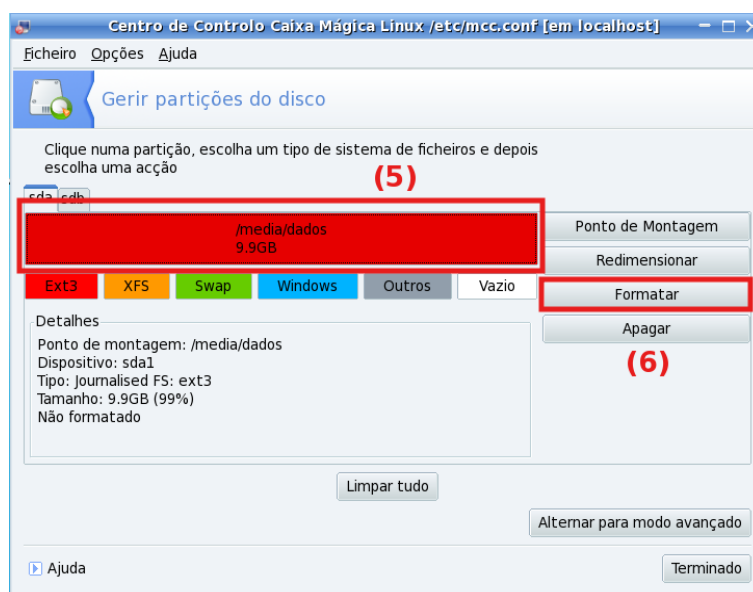 Centro de Controlo Caixa Mágica Linux /etc/mcc.conf [em localhost]
Ficheiro Opções Ajuda
Gerir partições do disco
Clique numa partição, escolha um tipo de sistema de ficheiros e depois
escolha uma acção
(5)
sda sdb
/media/dados
9.9GB
Ponto de Montagem
Redimensionar
Ext3 XFS Swap Windows Outros Vazio
Formatar
Apagar
(6)
Detalhes
Ponto de montagem: /media/dados
Dispositivo: sda1
Tipo: Journalised FS: ext3
Tamanho: 9.9GB (99%)
Não formatado
Limpar tudo
Alternar para modo avançado
Ajuda
Terminado